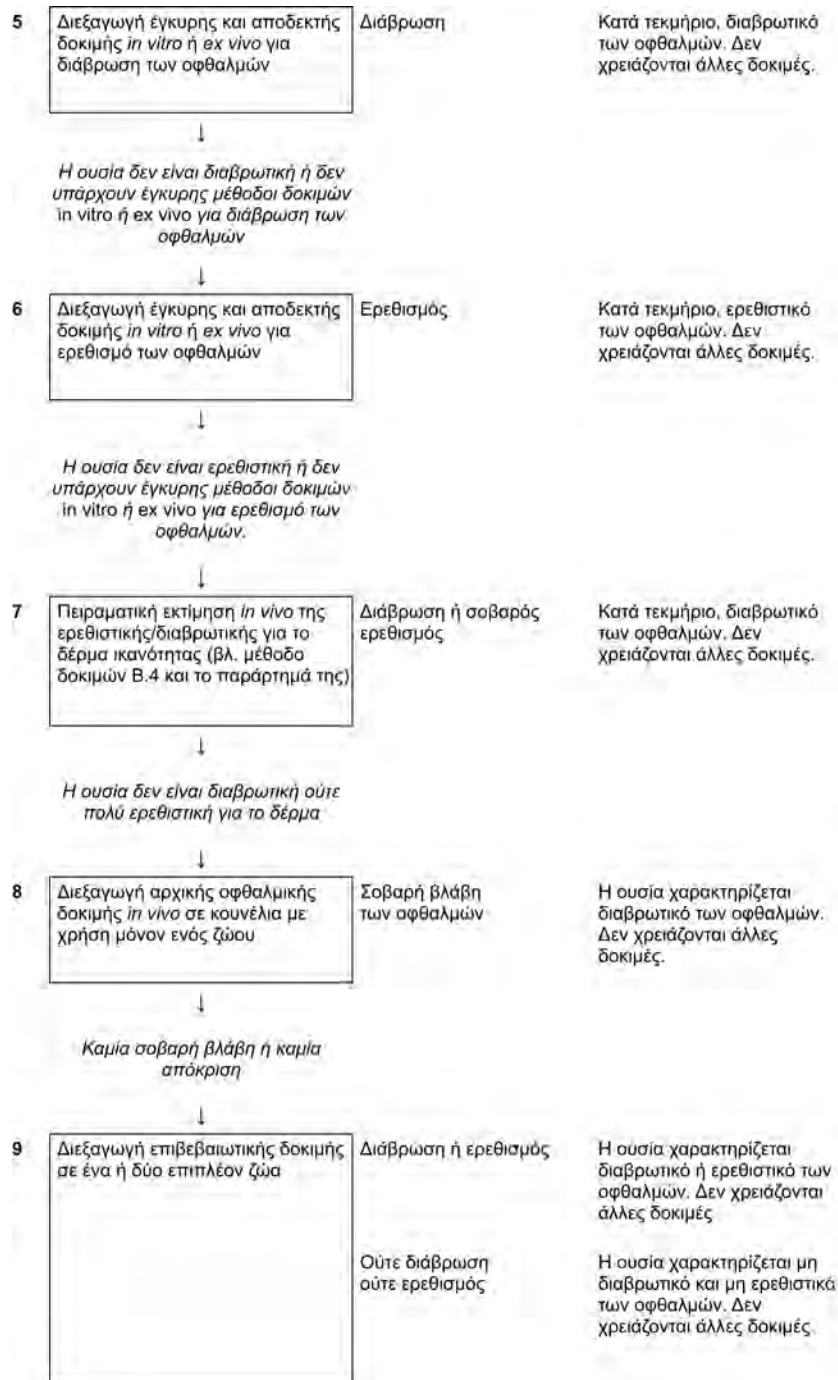 5 Διεξαγωγή έγκυρης και αποδεκτής Διάβρωση Κατά τεκμήριο, διαβρωτικό
δοκιμής in vitro ή ex vivo για των οφθαλμών. Δεν
διάβρωση των οφθαλμών χρειάζονται άλλες δοκιμές.
↓
Η ουσία δεν είναι διαβρωτική ή δεν
υπάρχουν έγκυρης μέθοδοι δοκιμών
in vitro ή ex vivo για διάβρωση των
οφθαλμών
↓
6 Διεξαγωγή έγκυρης και αποδεκτής Ερεθισμός Κατά τεκμήριο, ερεθιστικό
δοκιμής in vitro ή ex vivo για των οφθαλμών. Δεν
ερεθισμό των οφθαλμών χρειάζονται άλλες δοκιμές.
↓
Η ουσία δεν είναι ερεθιστική ή δεν
υπάρχουν έγκυρης μέθοδοι δοκιμών
in vitro ή ex vivo για ερεθισμό των
οφθαλμών.
↓
7 Πειραματική εκτίμηση in vivo της Διάβρωση ή σοβαρός Κατά τεκμήριο, διαβρωτικό
ερεθιστικής/διαβρωτικής για το ερεθισμός των οφθαλμών. Δεν
δέρμα ικανότητας (βλ. μέθοδο χρειάζονται άλλες δοκιμές.
δοκιμών B.4 και το παράρτημά της)
↓
Η ουσία δεν είναι διαβρωτική ούτε
πολύ ερεθιστική για το δέρμα
↓
8 Διεξαγωγή αρχικής οφθαλμικής Σοβαρή βλάβη Η ουσία χαρακτηρίζεται
δοκιμής in vivo σε κουνέλια με των οφθαλμών διαβρωτικό των οφθαλμών.
χρήση μόνον ενός ζώου Δεν χρειάζονται άλλες
δοκιμές.
↓
Καμία σοβαρή βλάβη ή καμία
απόκριση
↓
9 Διεξαγωγή επιβεβαιωτικής δοκιμής Διάβρωση ή ερεθισμός Η ουσία χαρακτηρίζεται
σε ένα ή δύο επιπλέον ζώα διαβρωτικό ή ερεθιστικό των
οφθαλμών. Δεν χρειάζονται
άλλες δοκιμές
Ούτε διάβρωση Η ουσία χαρακτηρίζεται μη
ούτε ερεθισμός διαβρωτικό και μη ερεθιστικά
των οφθαλμών. Δεν
χρειάζονται άλλες δοκιμές